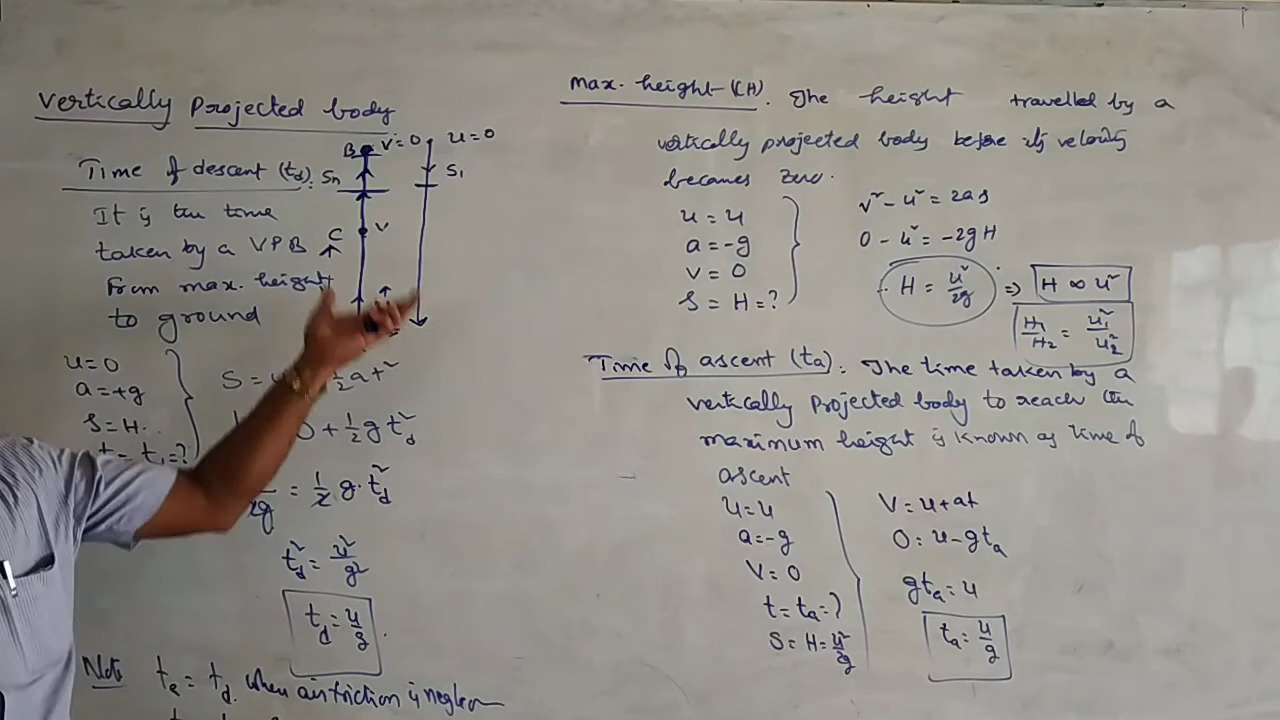 Vertically Projected body
Time of descent (td):
It is the time
taken by a VPB
From max. height
to ground
B V=0 u=0
Sn S1
C V
u=0
a=+g
S=H.
t= t1=?
S = ½at²
0 + ½g td²
= ½ g. td²
td² = u²/g²
td = u/g.
Note ta = td. when air friction is
max. height (H). The height travelled by a
vertically projected body before its velocity
becomes zero.
u = u
a = -g
v = 0
S = H = ?
v² - u² = 2as
0 - u² = -2gH
∴ H = u²/2g ⇒ H ∝ u²
H1/H2 = u1²/u2²
Time of ascent (ta): The time taken by a
vertically projected body to reach the
maximum height is known as time of
ascent
u = u
a = -g
V = 0
t = ta = ?
S = H = u²/2g
V = u + at
0 = u - gta
gta = u
ta = u/g